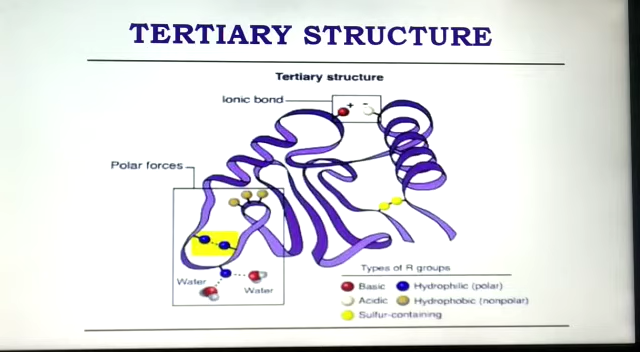 TERTIARY STRUCTURE
Tertiary structure
Ionic bond
+ -
Polar forces
Water
Water
Types of R groups
Basic Hydrophilic (polar)
Acidic Hydrophobic (nonpolar)
Sulfur-containing